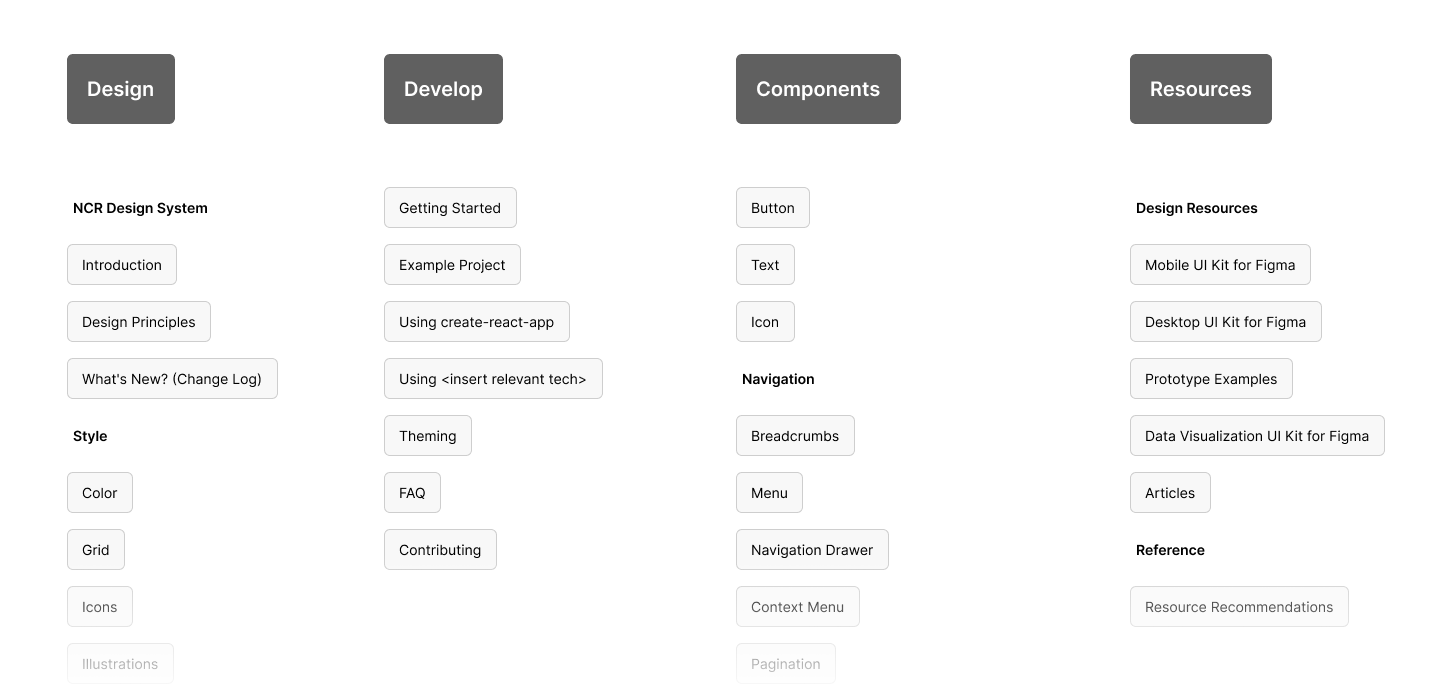 Design
NCR Design System
Introduction
Design Principles
What's New? (Change Log)
Style
Color
Grid
Icons
Illustrations
Develop
Getting Started
Example Project
Using create-react-app
Using <insert relevant tech>
Theming
FAQ
Contributing
Components
Button
Text
Icon
Navigation
Breadcrumbs
Menu
Navigation Drawer
Context Menu
Pagination
Resources
Design Resources
Mobile UI Kit for Figma
Desktop UI Kit for Figma
Prototype Examples
Data Visualization UI Kit for Figma
Articles
Reference
Resource Recommendations